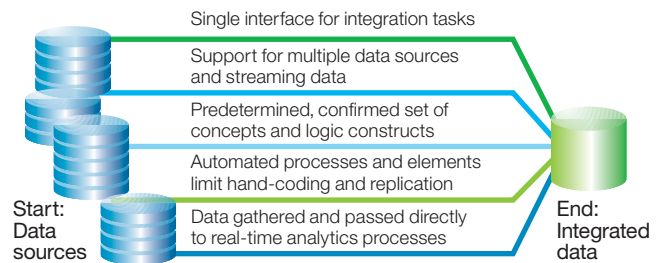 Single interface for integration tasks
Support for multiple data sources
and streaming data
Predetermined, confirmed set of
concepts and logic constructs
Automated processes and elements
limit hand-coding and replication
Data gathered and passed directly
to real-time analytics processes
Start:
Data
sources
End:
Integrated
data